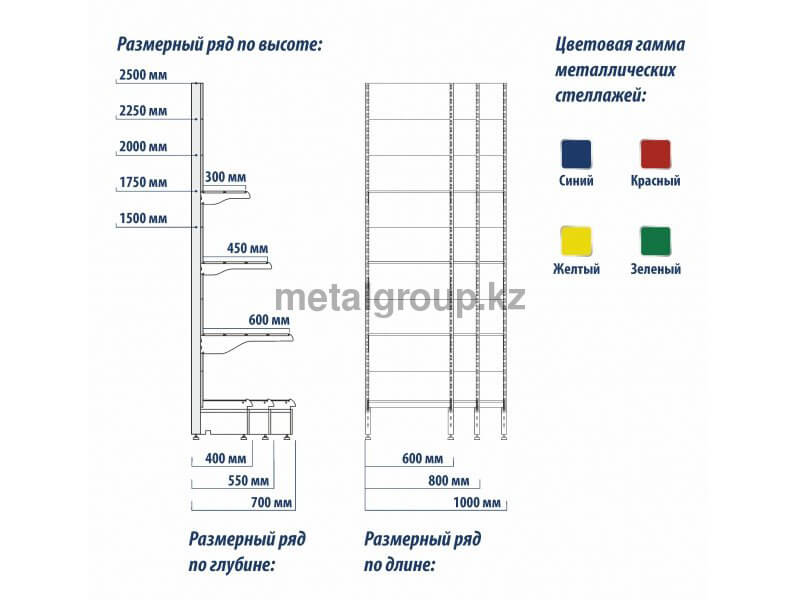 Размерный ряд по высоте:
2500 мм
2250 мм
2000 мм
1750 мм
1500 мм
300 мм
450 мм
600 мм
400 мм
550 мм
700 мм
Размерный ряд
по глубине:
600 мм
800 мм
1000 мм
Размерный ряд
по длине:
Цветовая гамма
металлических
стеллажей:
Синий
Красный
Желтый
Зеленый
metalgroup.kz